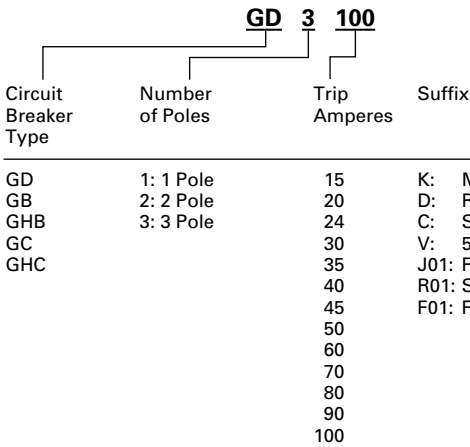 GD 3 100
Circuit Breaker Type
Number of Poles
Trip Amperes
Suffix
GD 1: 1 Pole 15 K:
GB 2: 2 Pole 20 D:
GHB 3: 3 Pole 24 C:
GC 30 V: 5
GHC 35 J01:
40 R01:
45 F01:
50
60
70
80
90
100